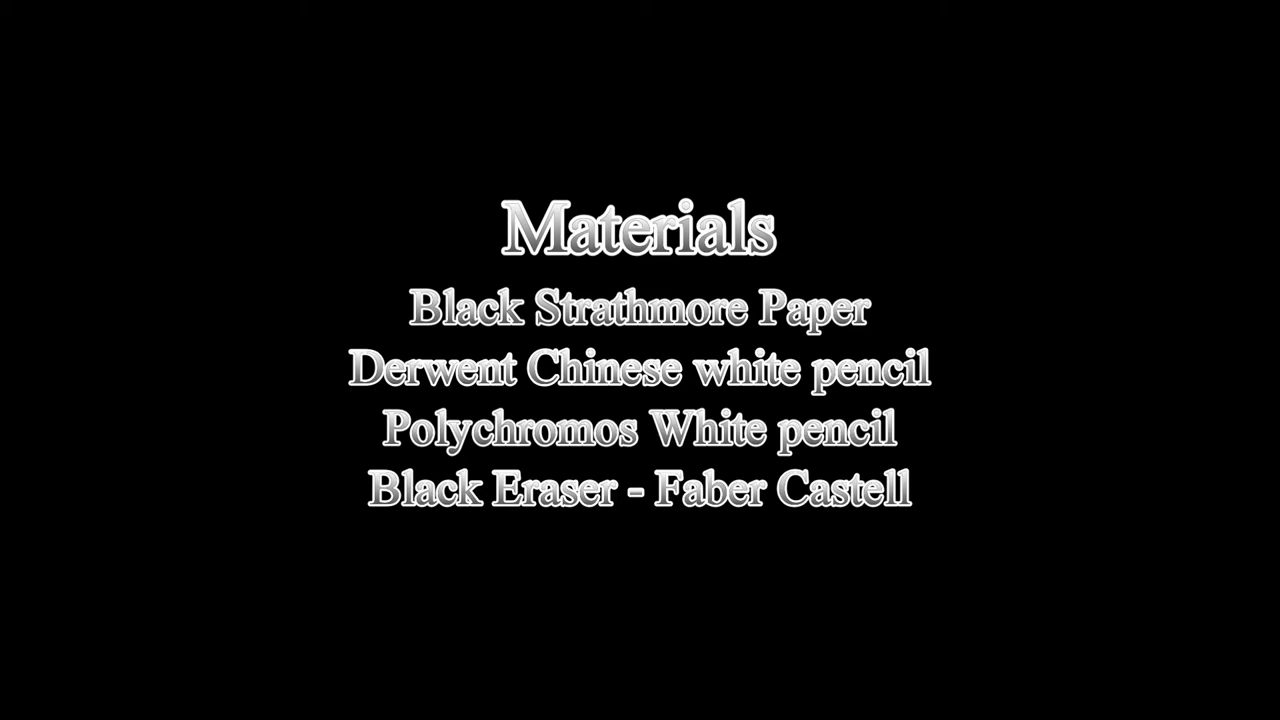 Materials
Black Strathmore Paper
Derwent Chinese white pencil
Polychromos White pencil
Black Eraser - Faber Castell